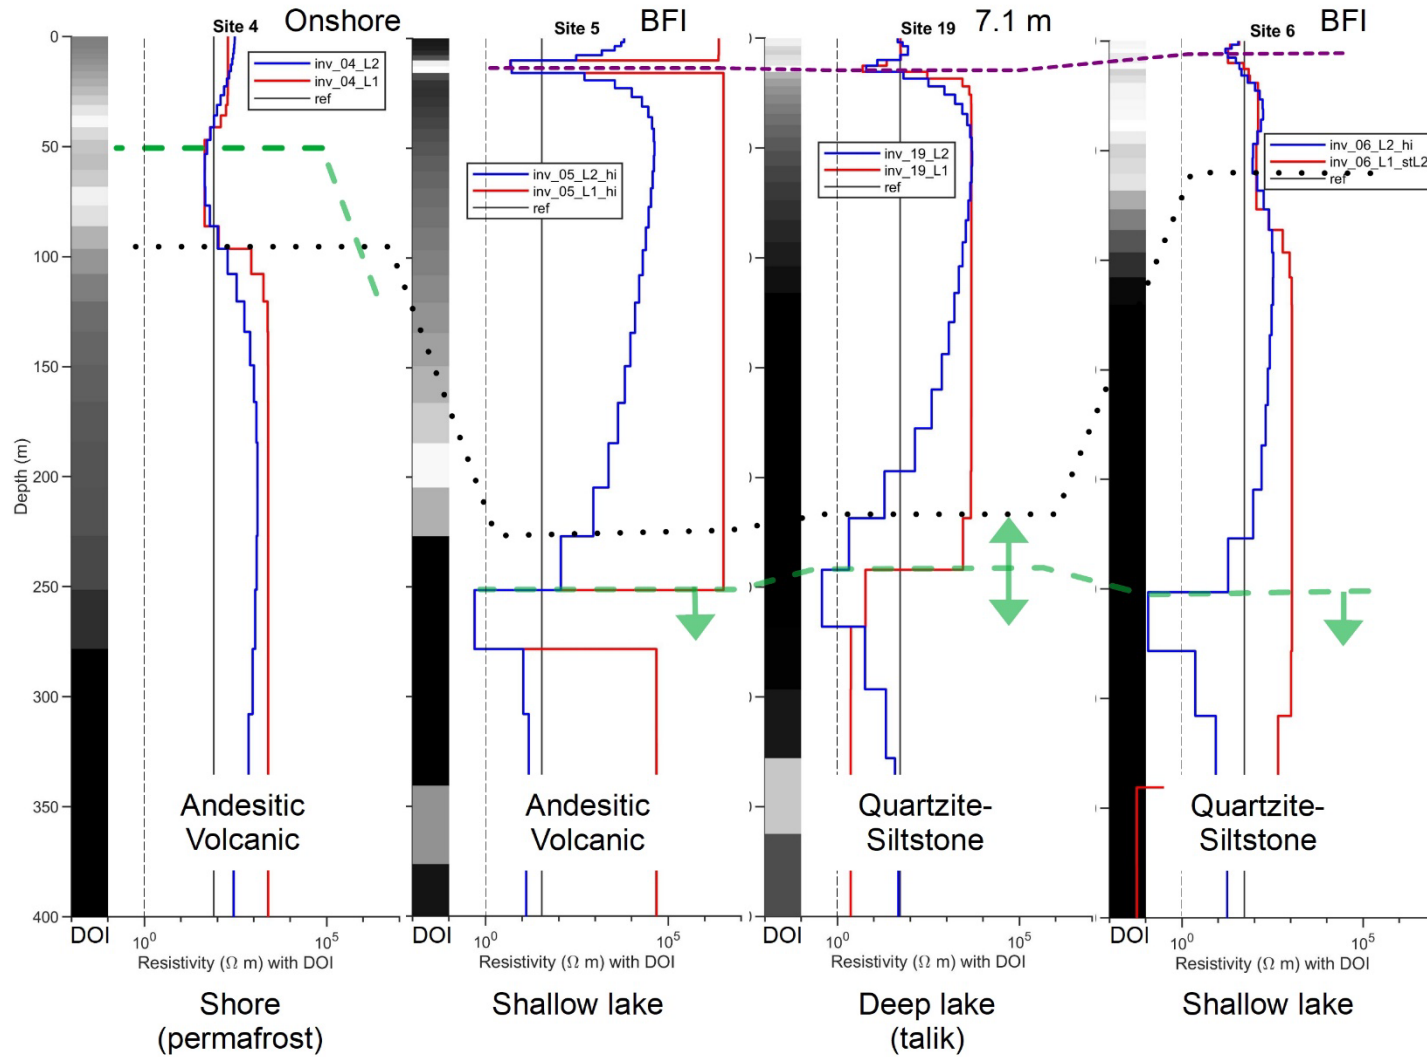 Onshore
BFI
7.1 m
BFI
Site 4
Site 5
Site 19
Site 6
inv_04_L2
inv_04_L1
ref
inv_05_L2_hi
inv_05_L1_hi
ref
inv_19_L2
inv_19_L1
ref
inv_06_L2_hi
inv_06_L1_stL2
ref
0
50
100
150
200
250
300
350
400
Depth (m)
Andesitic
Volcanic
Andesitic
Volcanic
Quartzite-
Siltstone
Quartzite-
Siltstone
DOI
10^0
10^5
Resistivity (Ω m) with DOI
DOI
10^0
10^5
Resistivity (Ω m) with DOI
DOI
10^0
10^5
Resistivity (Ω m) with DOI
DOI
10^0
10^5
Resistivity (Ω m) with DOI
Shore
(permafrost)
Shallow lake
Deep lake
(talik)
Shallow lake